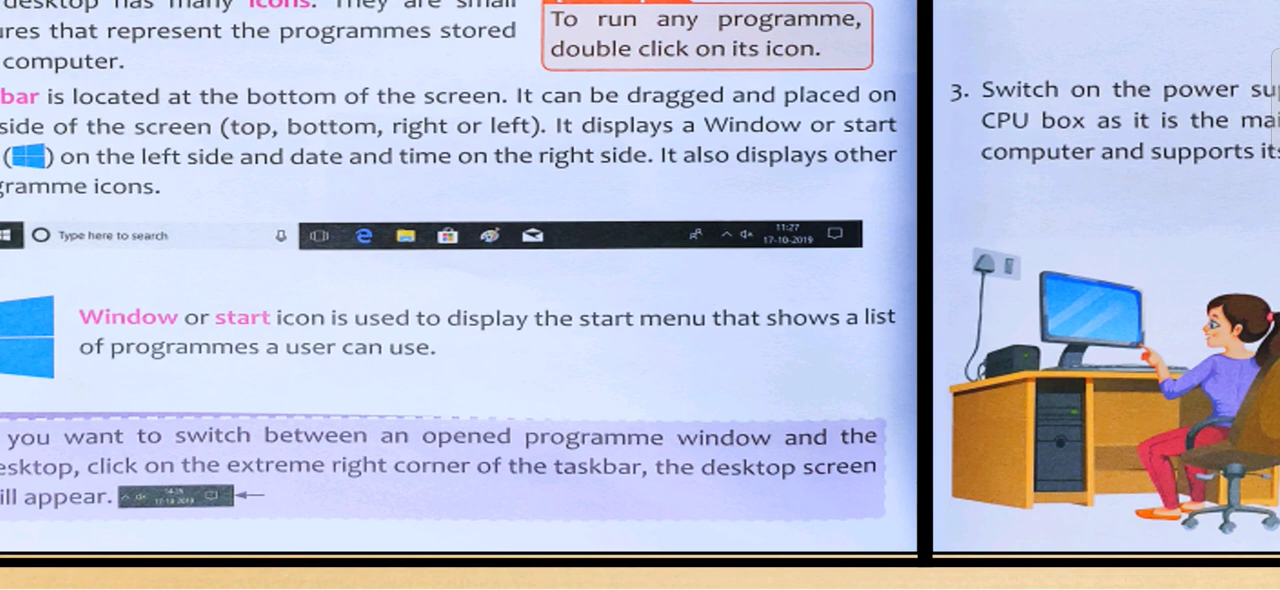 desktop has many icons. They are small
ures that represent the programmes stored
computer.
To run any programme,
double click on its icon.
bar is located at the bottom of the screen. It can be dragged and placed on
side of the screen (top, bottom, right or left). It displays a Window or start
( ) on the left side and date and time on the right side. It also displays other
gramme icons.
Type here to search
11:27
17-10-2019
Window or start icon is used to display the start menu that shows a list
of programmes a user can use.
you want to switch between an opened programme window and the
esktop, click on the extreme right corner of the taskbar, the desktop screen
ill appear.
3. Switch on the power su
CPU box as it is the mai
computer and supports its